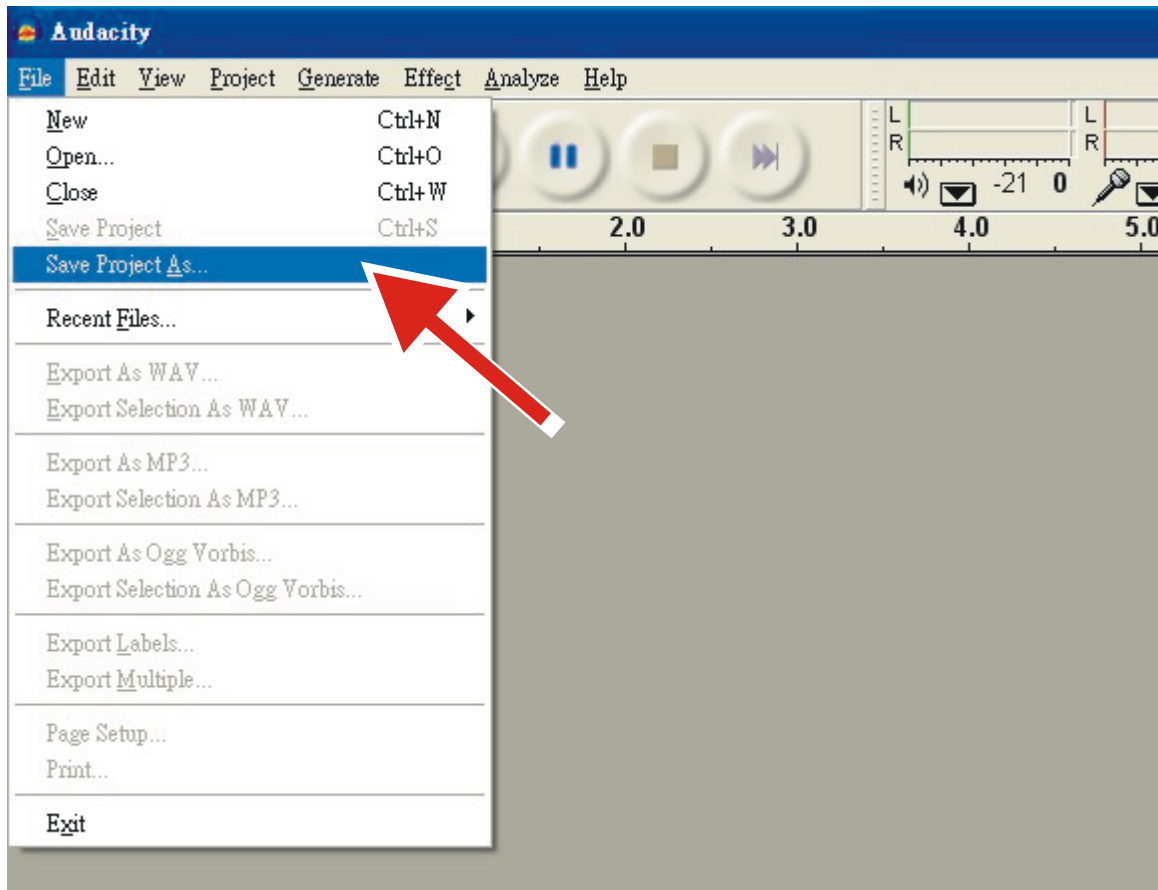 Audacity
File Edit View Project Generate Effect Analyze Help
New Ctrl+N
Open... Ctrl+O
Close Ctrl+W
Save Project Ctrl+S
Save Project As...
Recent Files...
Export As WAV...
Export Selection As WAV...
Export As MP3...
Export Selection As MP3...
Export As Ogg Vorbis...
Export Selection As Ogg Vorbis...
Export Labels...
Export Multiple...
Page Setup...
Print...
Exit
L L
R R
-21 0
2.0 3.0 4.0 5.0